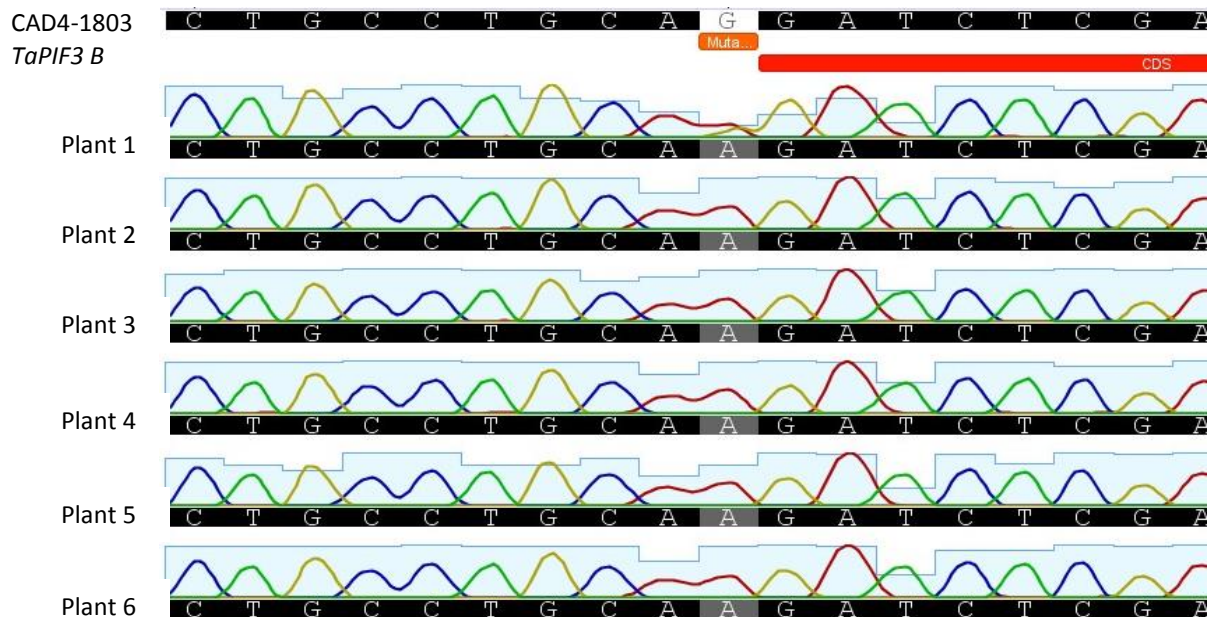 CAD4-1803
TaPIF3 B
C T G C C T G C A G G A T C T C G A
Muta...
CDS
Plant 1
C T G C C T G C A A G A T C T C G A
Plant 2
C T G C C T G C A A G A T C T C G A
Plant 3
C T G C C T G C A A G A T C T C G A
Plant 4
C T G C C T G C A A G A T C T C G A
Plant 5
C T G C C T G C A A G A T C T C G A
Plant 6
C T G C C T G C A A G A T C T C G A